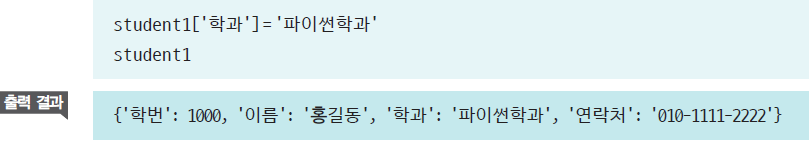 student1['학과']='파이썬학과'
student1
출력 결과
{'학번': 1000, '이름': '홍길동', '학과': '파이썬학과', '연락처': '010-1111-2222'}